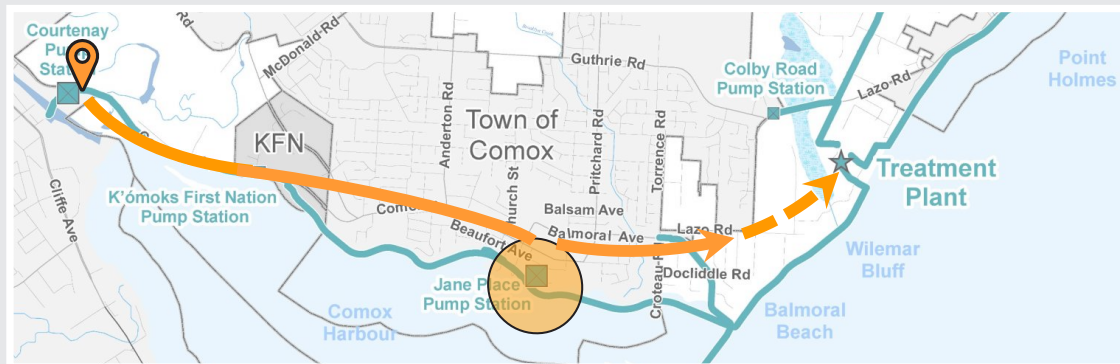 Courtenay
Pump
Station
McDonald-Rd
KFN
K'ómoks First Nation
Pump Station
Cliffe Ave
Anderton Rd
Town of
Comox
Church St
Guthrie Rd
Pritchard Rd
Torrence Rd
Colby Road
Pump Station
Lazo-Rd
Point
Holmes
Treatment
Plant
Balsam Ave
Balmoral Ave
Beaufort Ave
Lazo Rd
Docliddle Rd
Jane Place
Pump Station
Comox
Harbour
Wilemar
Bluff
Balmoral
Beach